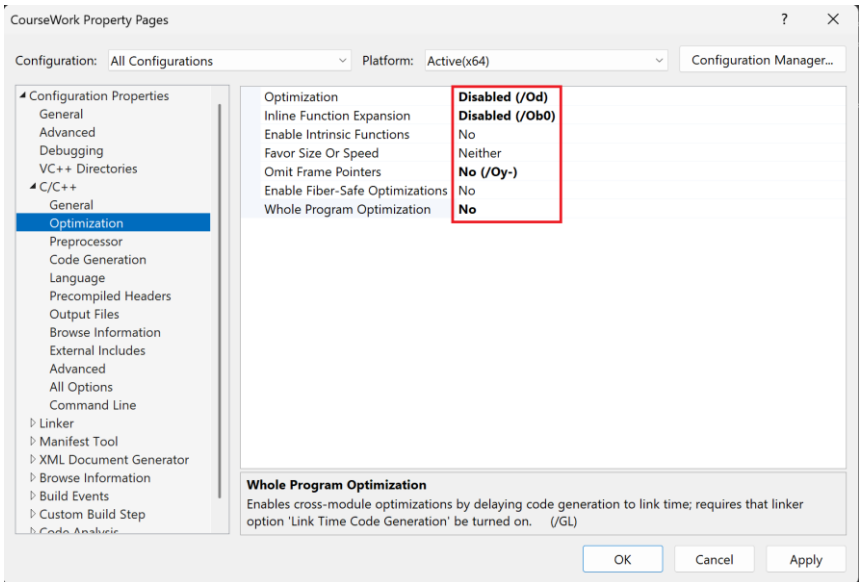 CourseWork Property Pages
?
Configuration: All Configurations Platform: Active(x64) Configuration Manager...
Configuration Properties
General
Advanced
Debugging
VC++ Directories
C/C++
General
Optimization
Preprocessor
Code Generation
Language
Precompiled Headers
Output Files
Browse Information
External Includes
Advanced
All Options
Command Line
Linker
Manifest Tool
XML Document Generator
Browse Information
Build Events
Custom Build Step
Code Analysis
Optimization Disabled (/Od)
Inline Function Expansion Disabled (/Ob0)
Enable Intrinsic Functions No
Favor Size Or Speed Neither
Omit Frame Pointers No (/Oy-)
Enable Fiber-Safe Optimizations No
Whole Program Optimization No
Whole Program Optimization
Enables cross-module optimizations by delaying code generation to link time; requires that linker
option 'Link Time Code Generation' be turned on. (/GL)
OK Cancel Apply